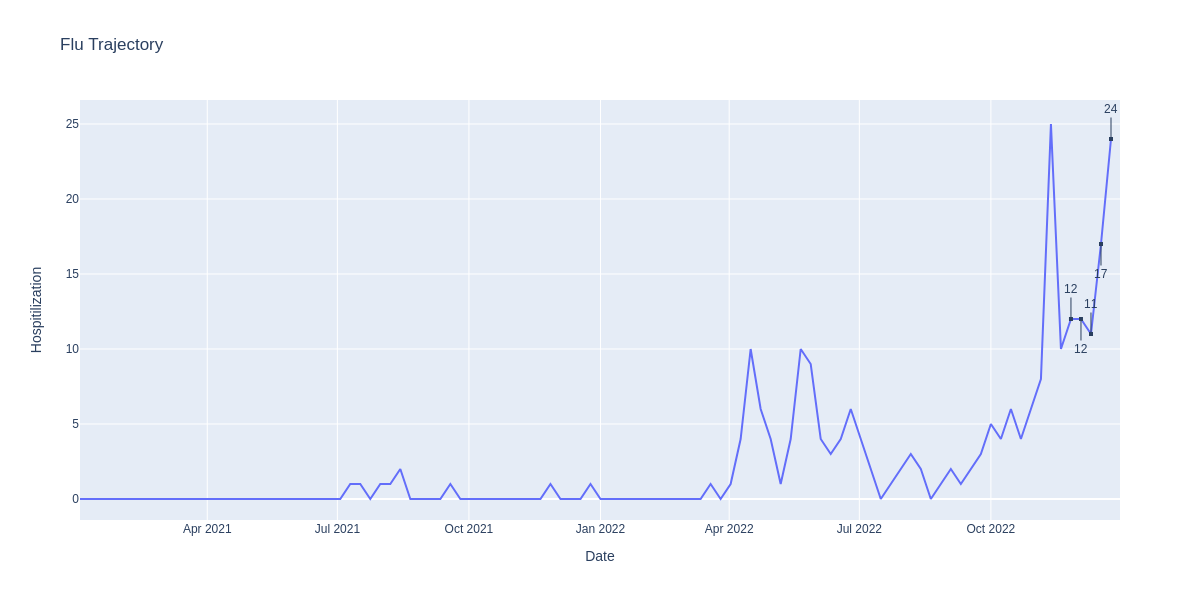 Flu Trajectory
24
25
20
15
17
12
11
12
10
5
0
Hospitilization
Apr 2021
Jul 2021
Oct 2021
Jan 2022
Apr 2022
Jul 2022
Oct 2022
Date